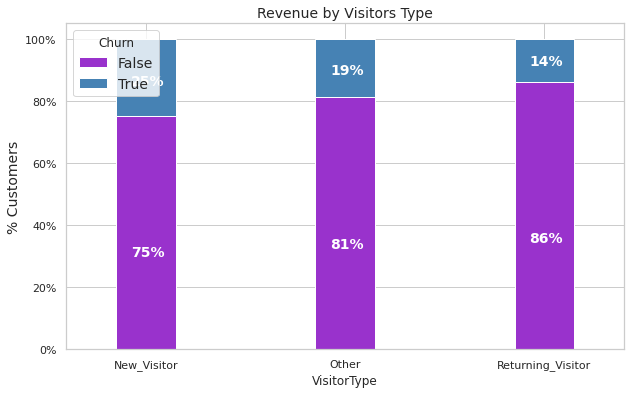 Revenue by Visitors Type
Churn
False
True
100%
80%
60%
40%
20%
0%
% Customers
25%
19%
14%
75%
81%
86%
New_Visitor
Other
Returning_Visitor
VisitorType